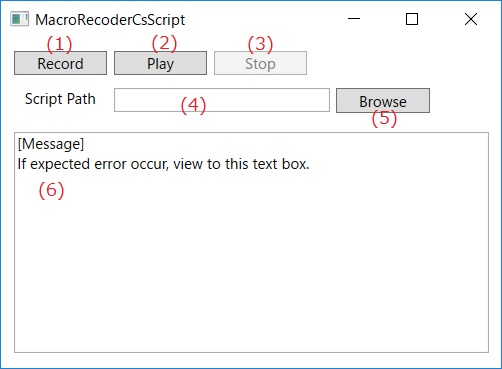 MacroRecoderCsScript
(1) (2) (3)
Record Play Stop
Script Path Browse
(4) (5)
[Message]
If expected error occur, view to this text box.
(6)